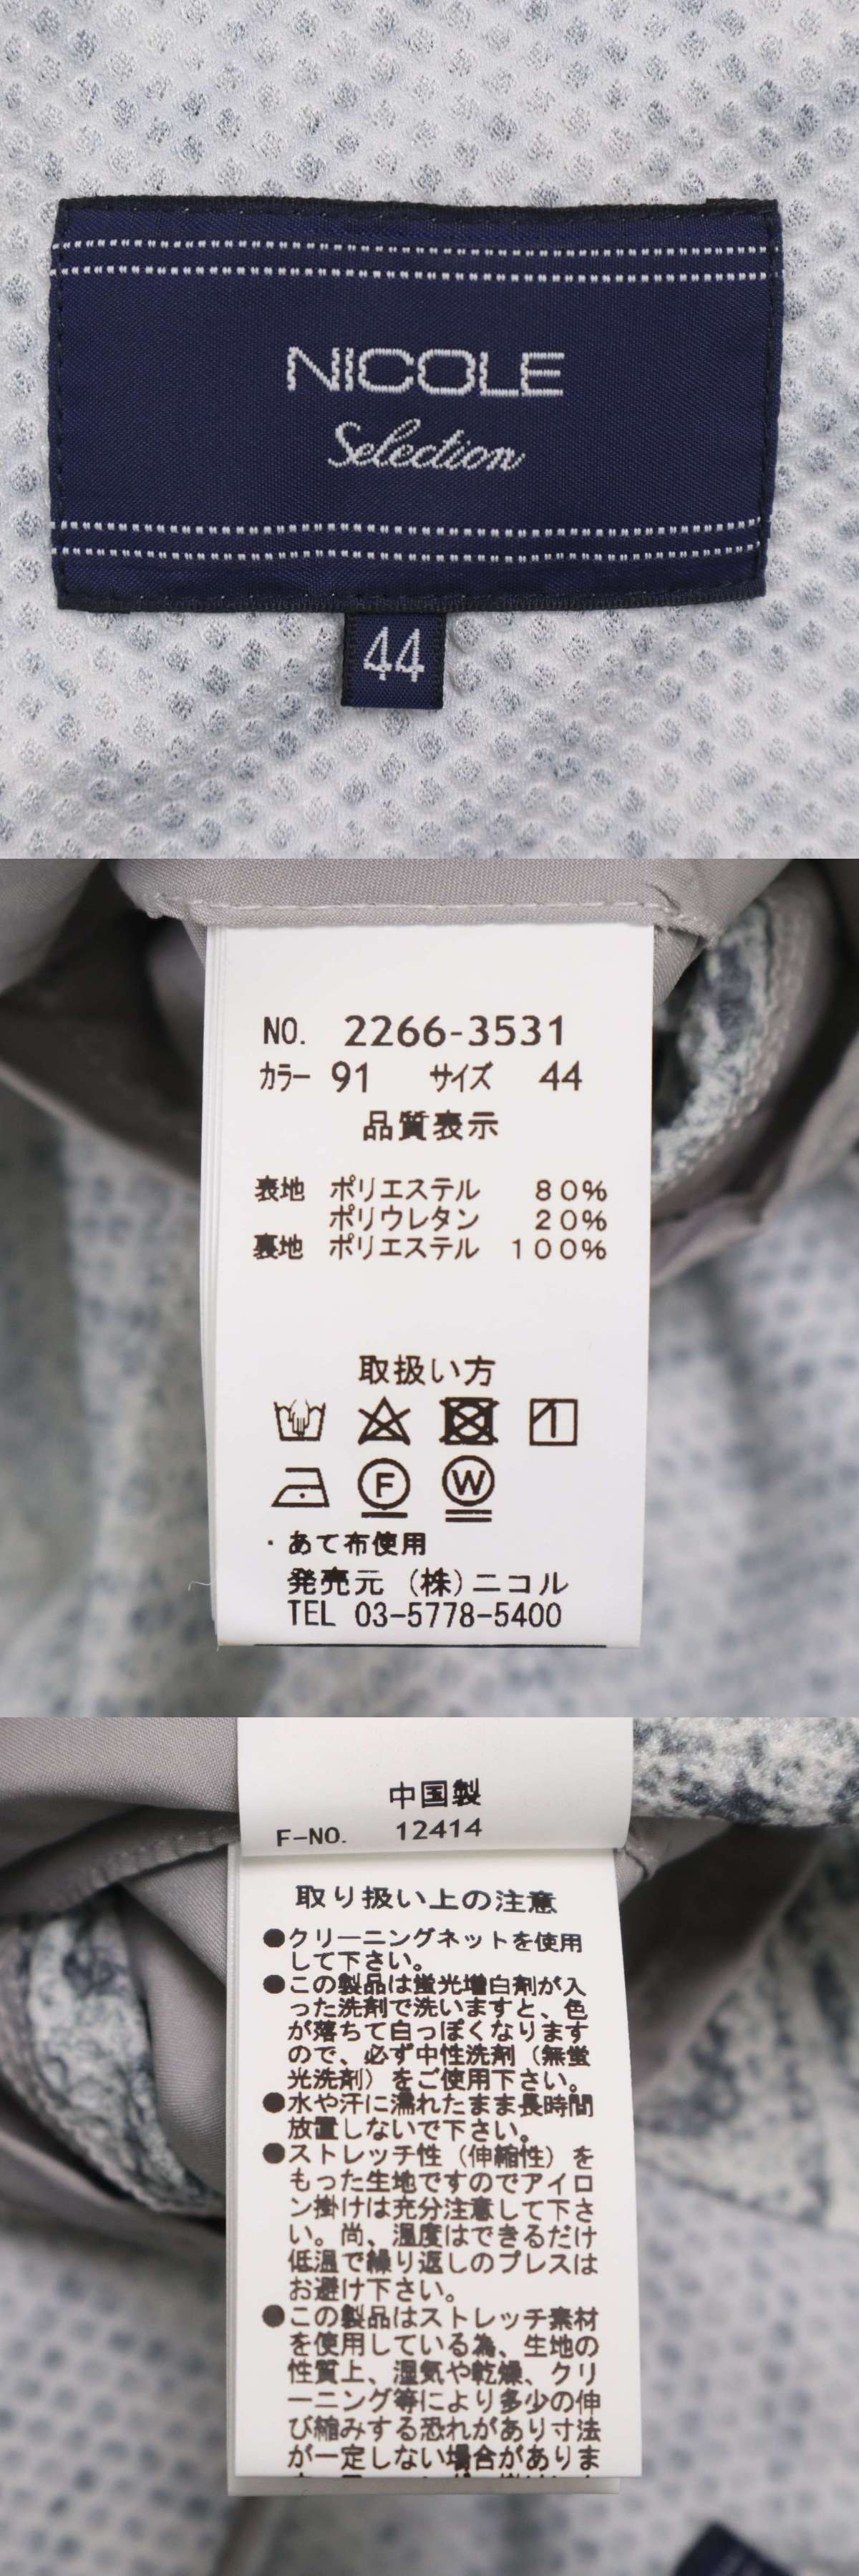 NICOLE
Selection
44
NO. 2266-3531
カラー 91 サイズ 44
品質表示
表地 ポリエステル 80%
ポリウレタン 20%
裏地 ポリエステル 100%
取扱い方
F W
・あて布使用
発売元 (株)ニコル
TEL 03-5778-5400
中国製
F-NO. 12414
取り扱い上の注意
●クリーニングネットを使用
して下さい。
●この製品は蛍光増白剤が入
った洗剤で洗いますと、色
が落ちて白っぽくなります
ので、必ず中性洗剤（無蛍
光洗剤）をご使用下さい。
●水や汗に濡れたまま長時間
放置しないで下さい。
●ストレッチ性（伸縮性）を
もった生地ですのでアイロ
ン掛けは充分注意して下さ
い。尚、温度はできるだけ
低温で繰り返しのプレスは
お避け下さい。
●この製品はストレッチ素材
を使用している為、生地の
性質上、湿気や乾燥、クリ
ーニング等により多少の伸
び縮みする恐れがあり寸法
が一定しない場合がありま